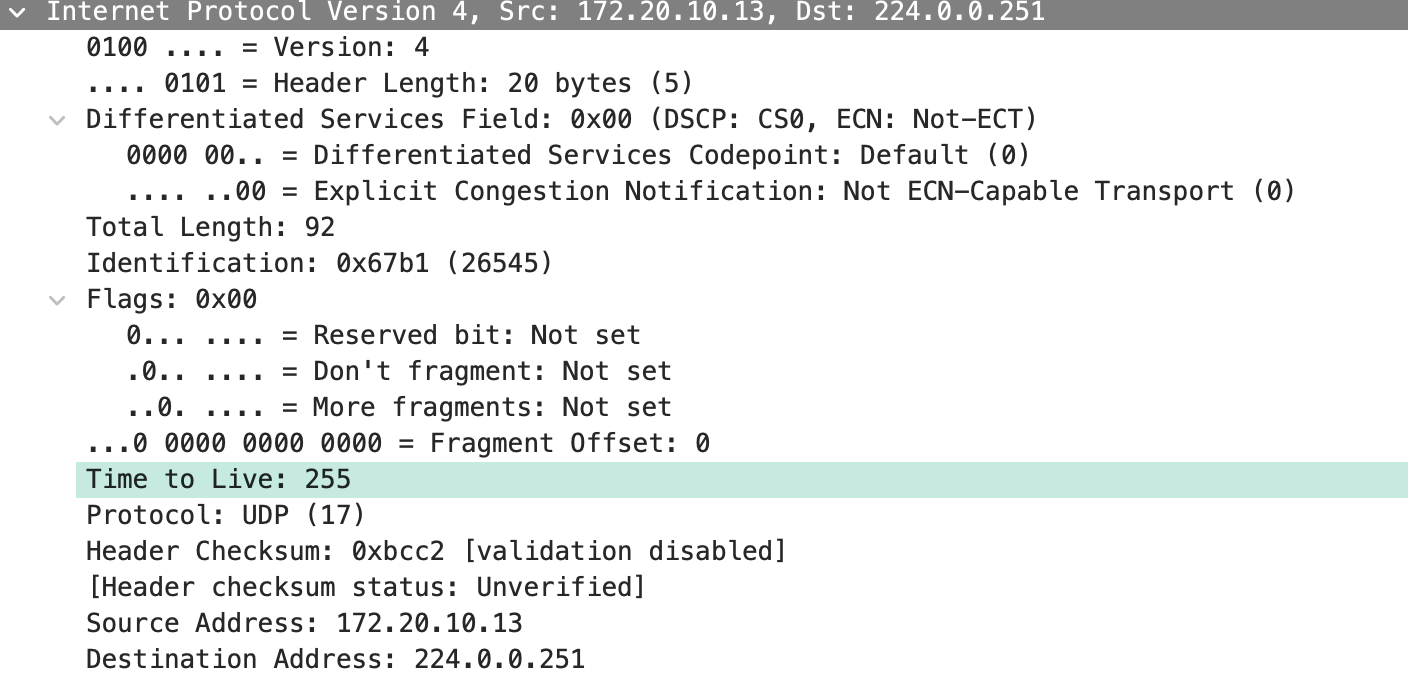 Internet Protocol Version 4, Src: 172.20.10.13, Dst: 224.0.0.251
0100 .... = Version: 4
.... 0101 = Header Length: 20 bytes (5)
Differentiated Services Field: 0x00 (DSCP: CS0, ECN: Not-ECT)
0000 00.. = Differentiated Services Codepoint: Default (0)
.... ..00 = Explicit Congestion Notification: Not ECN-Capable Transport (0)
Total Length: 92
Identification: 0x67b1 (26545)
Flags: 0x00
0... .... = Reserved bit: Not set
.0.. .... = Don't fragment: Not set
..0. .... = More fragments: Not set
...0 0000 0000 0000 = Fragment Offset: 0
Time to Live: 255
Protocol: UDP (17)
Header Checksum: 0xbcc2 [validation disabled]
[Header checksum status: Unverified]
Source Address: 172.20.10.13
Destination Address: 224.0.0.251